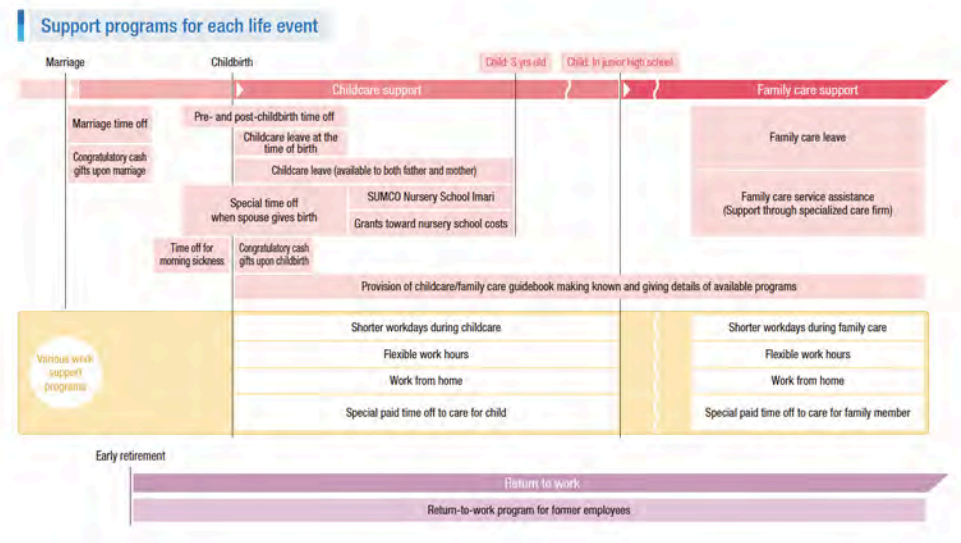 Support programs for each life event
Marriage
Childbirth
Child: 3 yrs old
Child: In junior high school
Childcare support
Family care support
Marriage time off
Congratulatory cash
gifts upon marriage
Pre- and post-childbirth time off
Childcare leave at the
time of birth
Childcare leave (available to both father and mother)
Special time off
when spouse gives birth
SUMCO Nursery School Imari
Grants toward nursery school costs
Time off for
morning sickness
Congratulatory cash
gifts upon childbirth
Family care leave
Family care service assistance
(Support through specialized care firm)
Provision of childcare/family care guidebook making known and giving details of available programs
Various work
support
programs
Shorter workdays during childcare
Flexible work hours
Work from home
Special paid time off to care for child
Shorter workdays during family care
Flexible work hours
Work from home
Special paid time off to care for family member
Early retirement
Return to work
Return-to-work program for former employees